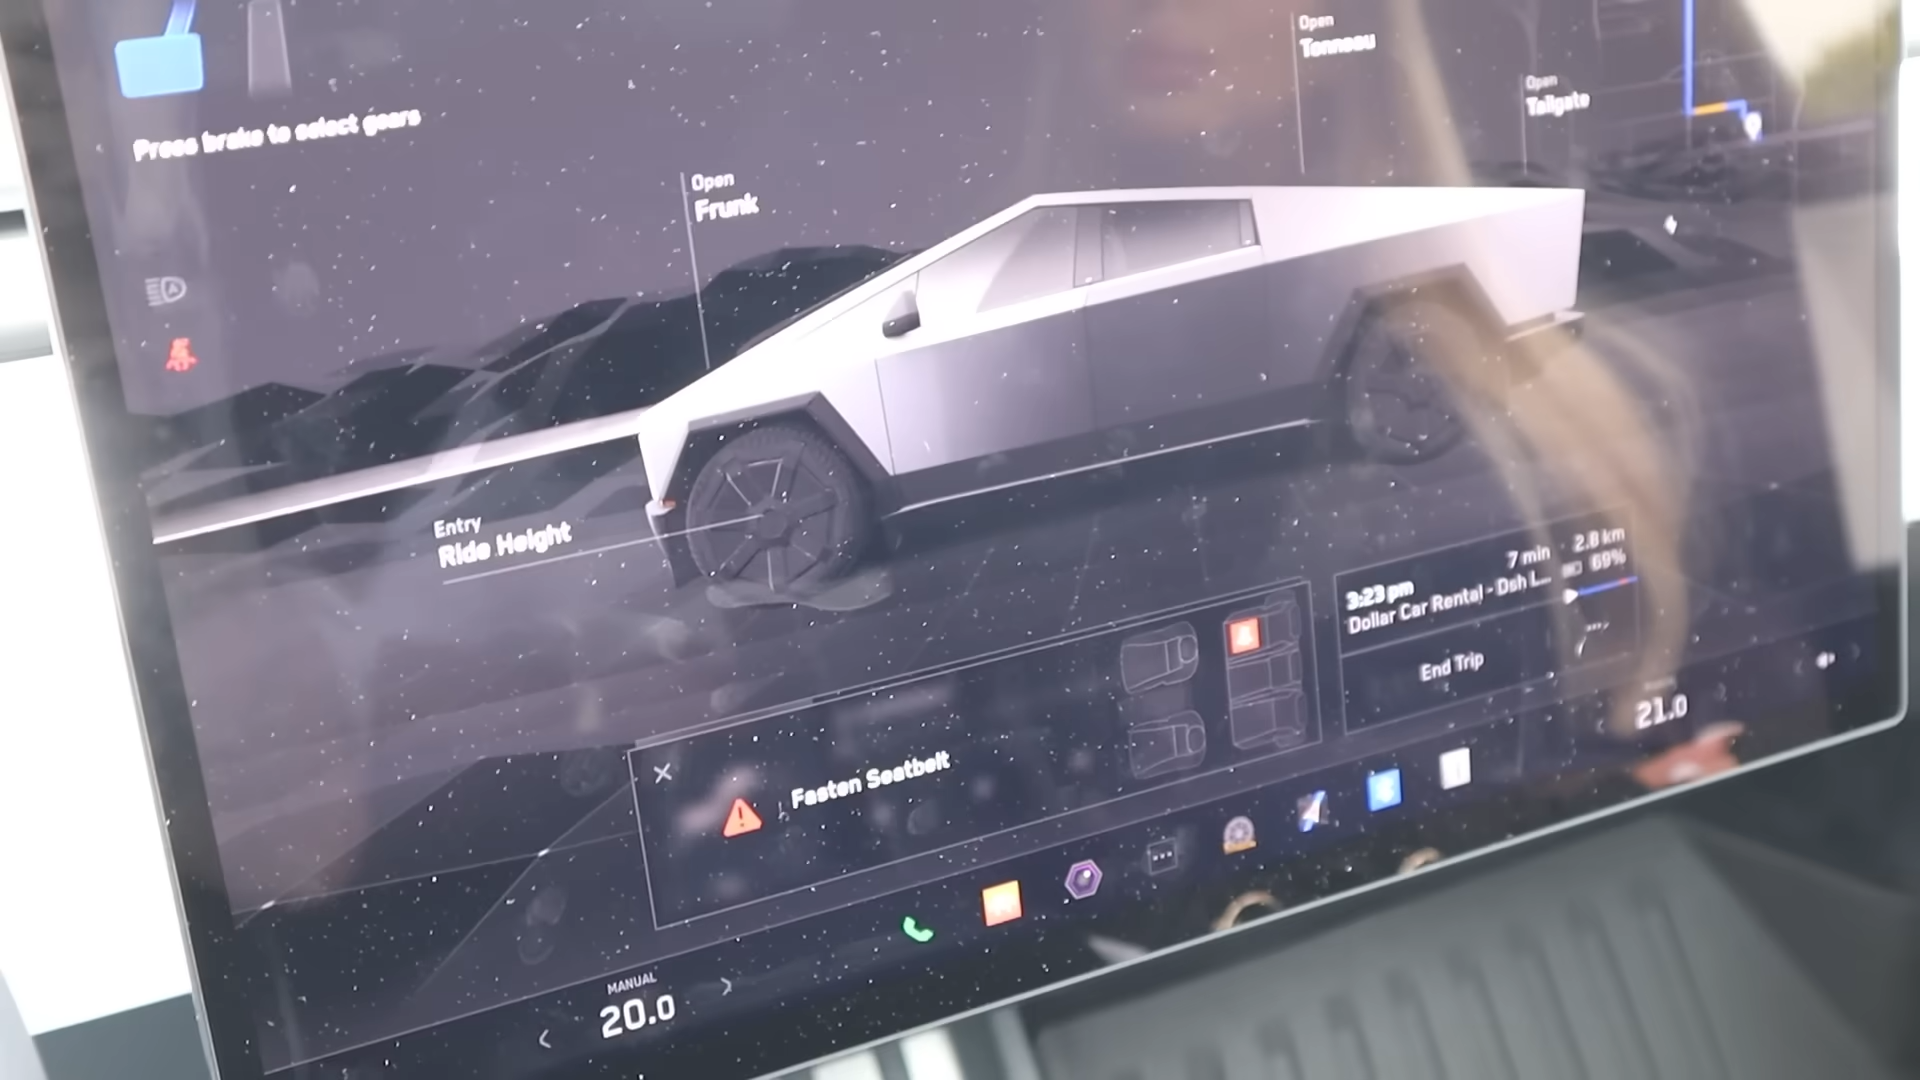 Open
Tonneau
Open
Tailgate
Press brake to select gears
Open
Frunk
A
Entry
Ride Height
7 min
2.8 km
3:23 pm
69%
Dollar Car Rental - Dsh L...
End Trip
21.0
Fasten Seatbelt
MANUAL
20.0